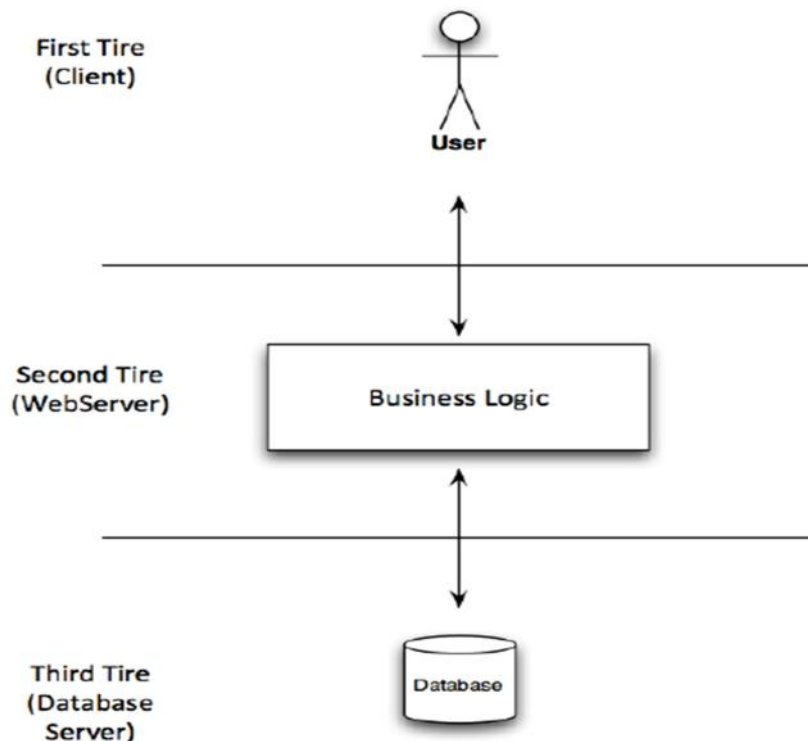 First Tire
(Client)
User
Second Tire
(WebServer)
Business Logic
Third Tire
(Database
Server)
Database